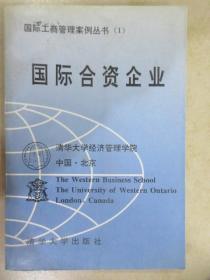 国际工商管理案例丛书（1）
国际合资企业
清华大学经济管理学院
中国·北京
The Western Business School
The University of Western Ontario
London, Canada
清华大学出版社